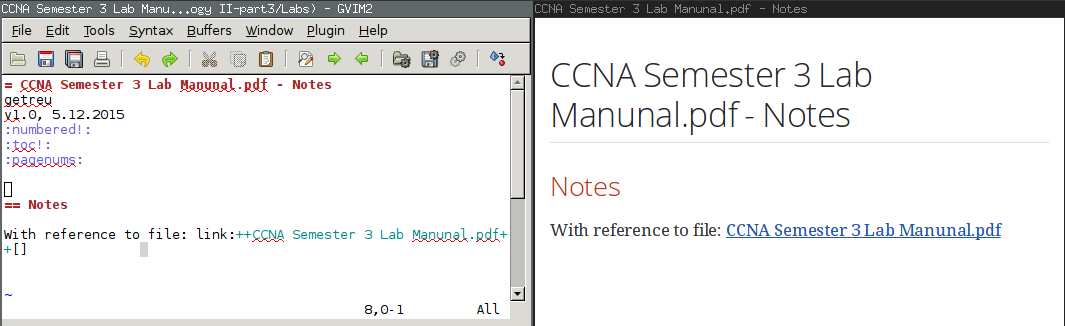 CCNA Semester 3 Lab Manu...ogy II-part3/Labs) - GVIM2
File Edit Tools Syntax Buffers Window Plugin Help
= CCNA Semester 3 Lab Manunal.pdf - Notes
getreu
v1.0, 5.12.2015
:numbered!:
:toc!:
:pagenums:
== Notes
With reference to file: link:++CCNA Semester 3 Lab Manunal.pdf+
+[]
~
8,0-1 All
CCNA Semester 3 Lab Manunal.pdf - Notes
CCNA Semester 3 Lab
Manunal.pdf - Notes
Notes
With reference to file: CCNA Semester 3 Lab Manunal.pdf